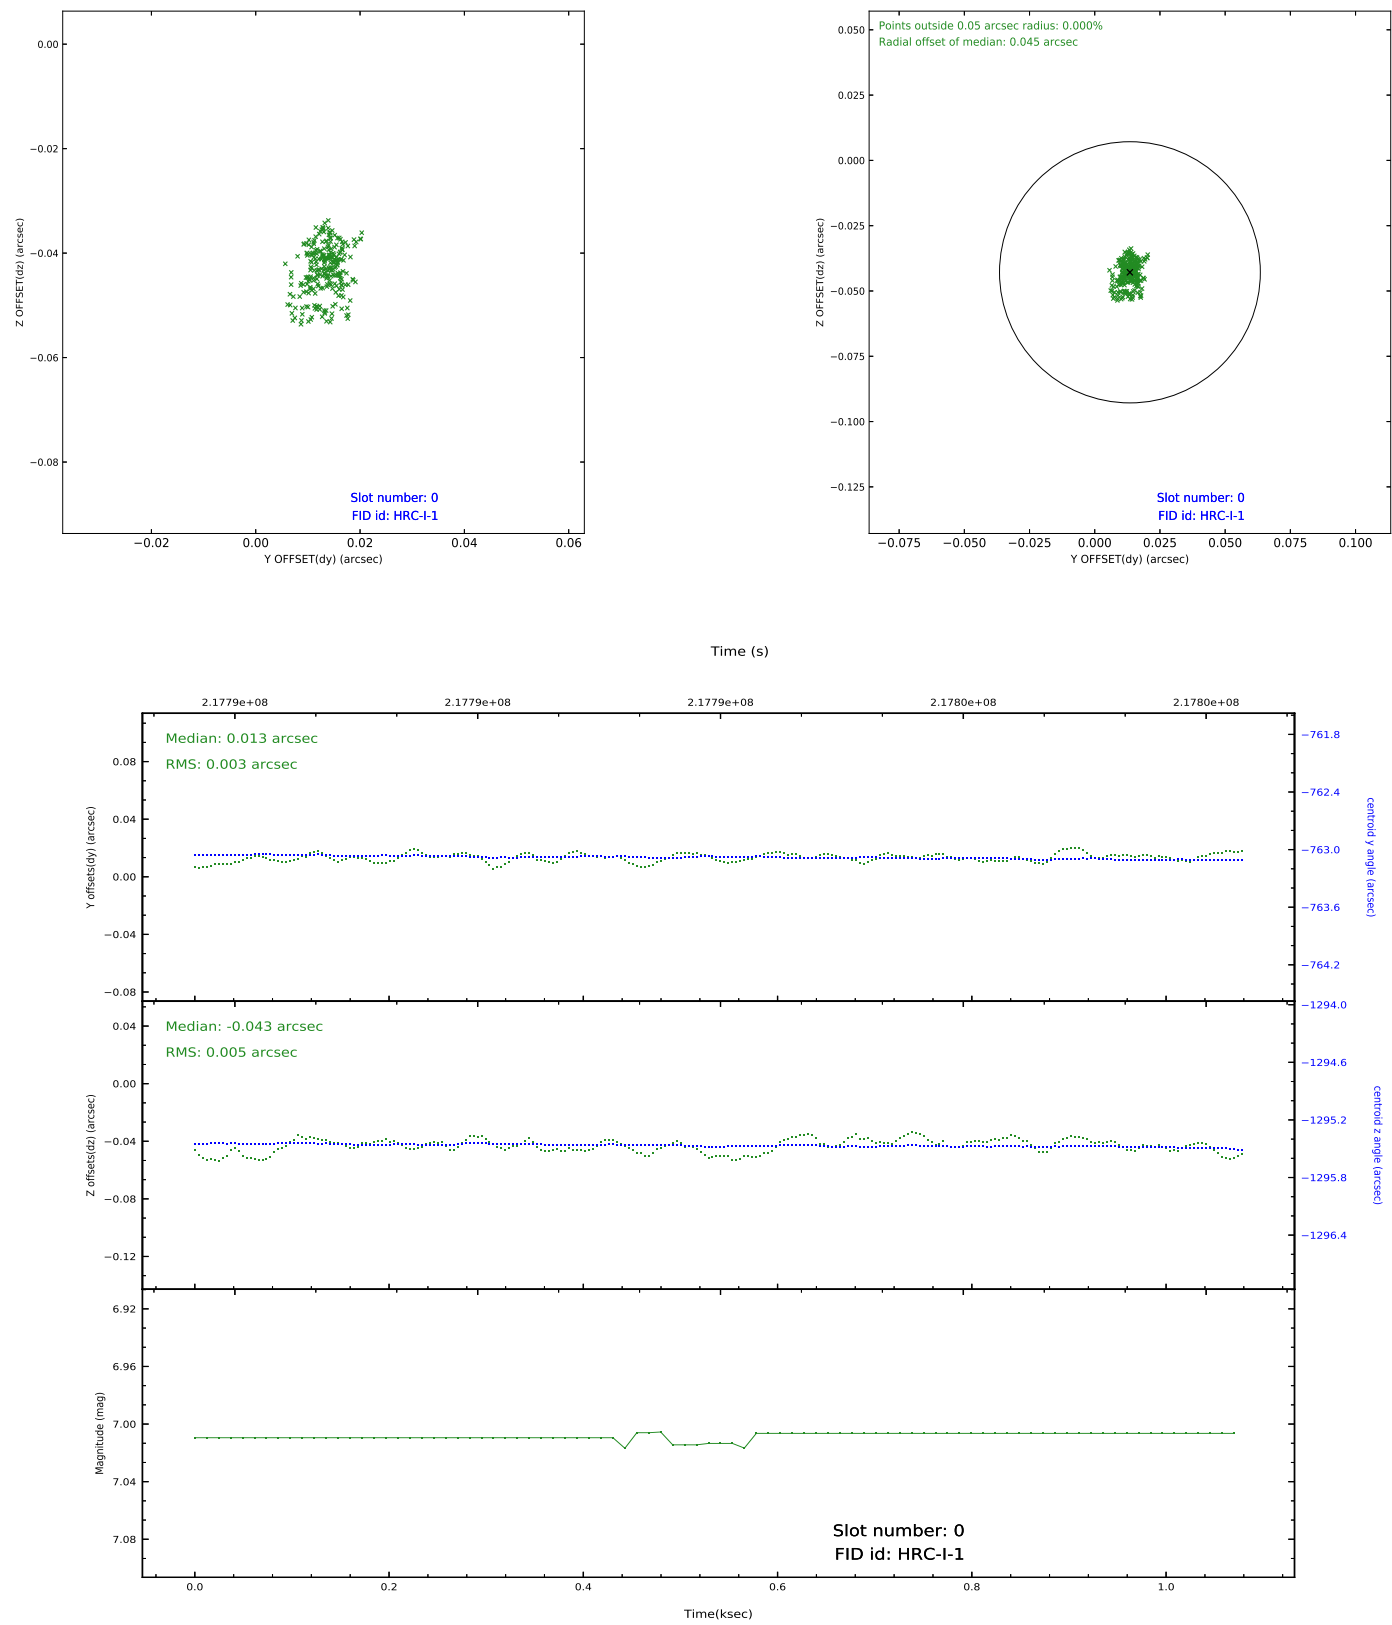 0.00
−0.02
−0.04
−0.06
−0.08
Z OFFSET(dz) (arcsec)
Slot number: 0
FID id: HRC-I-1
−0.02
0.00
0.02
0.04
0.06
Y OFFSET(dy) (arcsec)
Points outside 0.05 arcsec radius: 0.000%
Radial offset of median: 0.045 arcsec
0.050
0.025
0.000
−0.025
−0.050
−0.075
−0.100
−0.125
Z OFFSET(dz) (arcsec)
Slot number: 0
FID id: HRC-I-1
−0.075
−0.050
−0.025
0.000
0.025
0.050
0.075
0.100
Y OFFSET(dy) (arcsec)
Time (s)
2.1779e+08
2.1779e+08
2.1779e+08
2.1780e+08
2.1780e+08
Median: 0.013 arcsec
RMS: 0.003 arcsec
0.08
0.04
0.00
−0.04
−0.08
Y offsets(dy) (arcsec)
−761.8
−762.4
−763.0
−763.6
−764.2
centroid y angle (arcsec)
Median: -0.043 arcsec
RMS: 0.005 arcsec
0.04
0.00
−0.04
−0.08
−0.12
Z offsets(dz) (arcsec)
−1294.0
−1294.6
−1295.2
−1295.8
−1296.4
centroid z angle (arcsec)
6.92
6.96
7.00
7.04
7.08
Magnitude (mag)
Slot number: 0
FID id: HRC-I-1
0.0
0.2
0.4
0.6
0.8
1.0
Time(ksec)